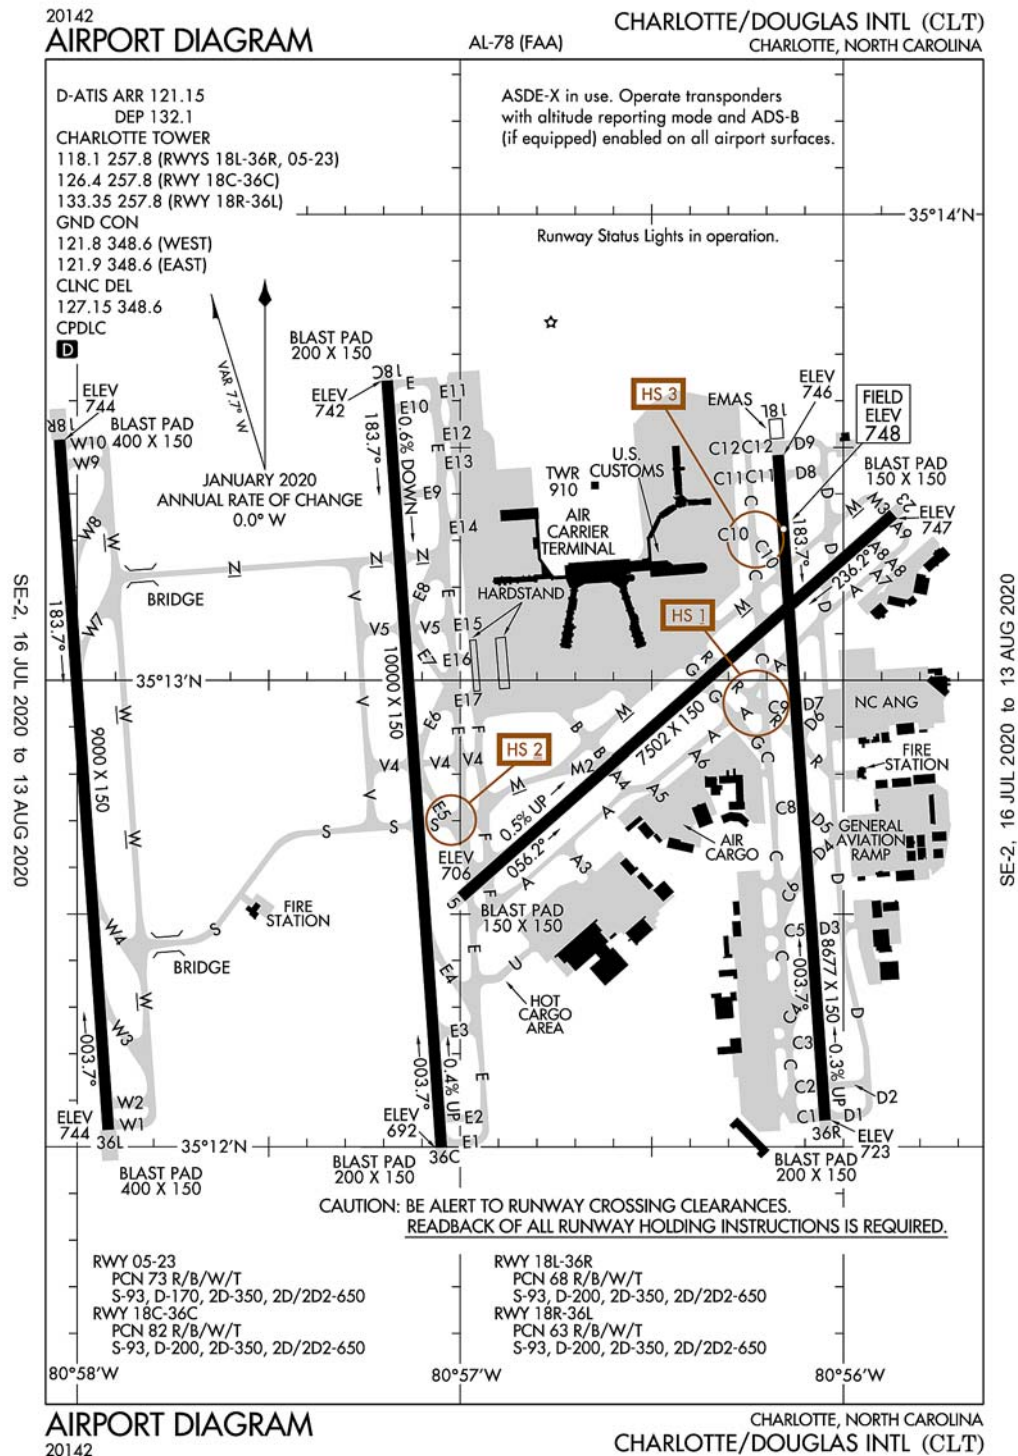 20142
AIRPORT DIAGRAM
AL-78 (FAA)
CHARLOTTE/DOUGLAS INTL (CLT)
CHARLOTTE, NORTH CAROLINA
D-ATIS ARR 121.15
DEP 132.1
CHARLOTTE TOWER
118.1 257.8 (RWYS 18L-36R, 05-23)
126.4 257.8 (RWY 18C-36C)
133.35 257.8 (RWY 18R-36L)
GND CON
121.8 348.6 (WEST)
121.9 348.6 (EAST)
CLNC DEL
127.15 348.6
CPDLC
D
ASDE-X in use. Operate transponders
with altitude reporting mode and ADS-B
(if equipped) enabled on all airport surfaces.
35°14'N
Runway Status Lights in operation.
VAR 7.7° W
JANUARY 2020
ANNUAL RATE OF CHANGE
0.0° W
BLAST PAD
200 X 150
18C
ELEV
742
E
E11
E10
E12
E
E13
E9
E14
183.7°
0.6% DOWN
ELEV
744
18R
BLAST PAD
400 X 150
W10
W9
W8
W
N
N
N
BRIDGE
W7
183.7°
V
V5
V5
E8
E
E15
E16
E7
E17
HARDSTAND
HS 3
EMAS
18L
ELEV
746
FIELD
ELEV
748
C12
C12
D9
C11
C11
D8
BLAST PAD
150 X 150
23
M3
M
D
A9
ELEV
747
U.S.
CUSTOMS
TWR
910
AIR
CARRIER
TERMINAL
C
C10
C10
C
183.7°
D
A8
A8
A7
236.2°
A
D
M
HS 1
35°13'N
W
V
10000 X 150
E6
F
F
9000 X 150
HS 2
V4
V4
V4
V
E5
S
S
S
M
M2
B
B
M
R
G
G
7502 X 150
C
A
R
A
R
C9
G
C
D7
D6
R
NC ANG
FIRE
STATION
A
A
A6
A4
A5
A
A3
A
0.5% UP
056.2°
AIR
CARGO
C8
D5
D4
GENERAL
AVIATION
RAMP
W
F
ELEV
706
5
F
BLAST PAD
150 X 150
FIRE
STATION
S
W4
BRIDGE
W
W3
E
E4
U
HOT
CARGO
AREA
E3
E
C
C6
D
C5
D3
C
8677 X 150
003.7°
C4
C3
D
C
C2
D2
0.3% UP
C1
D1
36R
ELEV
723
BLAST PAD
200 X 150
003.7°
W2
W1
ELEV
744
36L
BLAST PAD
400 X 150
35°12'N
003.7°
0.4% UP
ELEV
692
E2
E1
36C
BLAST PAD
200 X 150
CAUTION: BE ALERT TO RUNWAY CROSSING CLEARANCES.
READBACK OF ALL RUNWAY HOLDING INSTRUCTIONS IS REQUIRED.
RWY 05-23
PCN 73 R/B/W/T
S-93, D-170, 2D-350, 2D/2D2-650
RWY 18C-36C
PCN 82 R/B/W/T
S-93, D-200, 2D-350, 2D/2D2-650
RWY 18L-36R
PCN 68 R/B/W/T
S-93, D-200, 2D-350, 2D/2D2-650
RWY 18R-36L
PCN 63 R/B/W/T
S-93, D-200, 2D-350, 2D/2D2-650
80°58'W
80°57'W
80°56'W
SE-2, 16 JUL 2020 to 13 AUG 2020
SE-2, 16 JUL 2020 to 13 AUG 2020
AIRPORT DIAGRAM
20142
CHARLOTTE, NORTH CAROLINA
CHARLOTTE/DOUGLAS INTL (CLT)